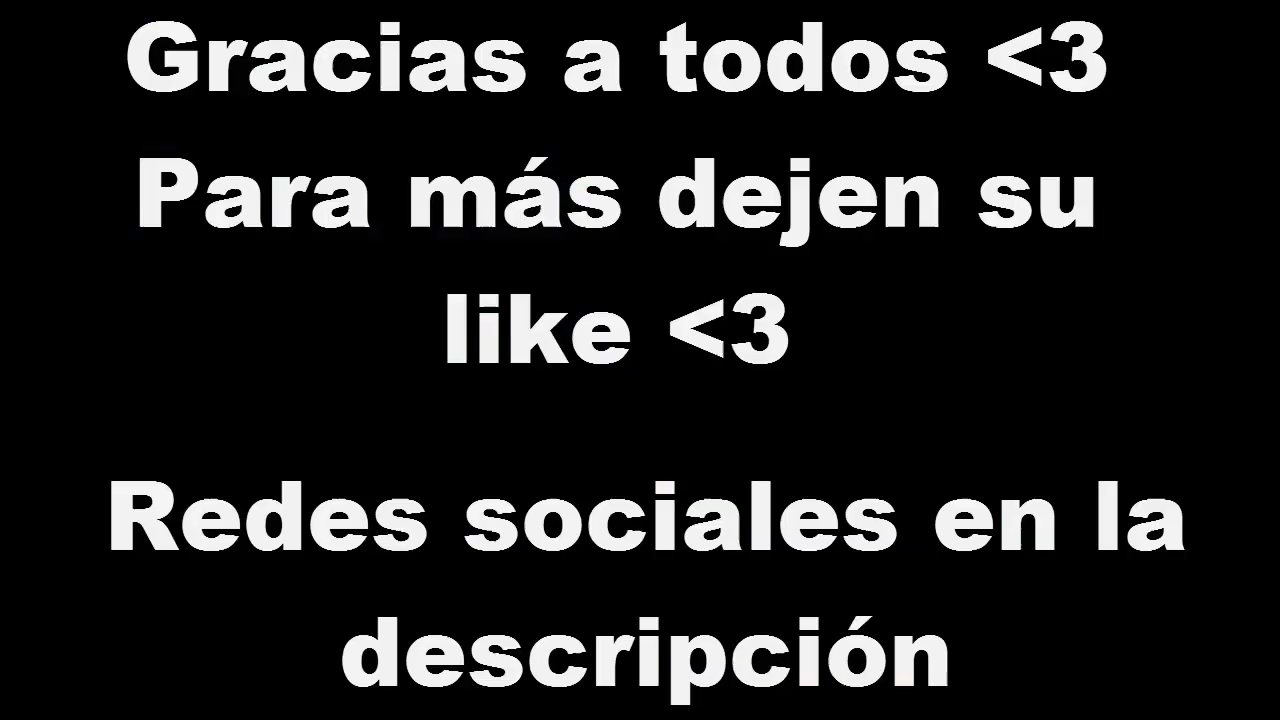 Gracias a todos <3
Para más dejen su
like <3
Redes sociales en la
descripción